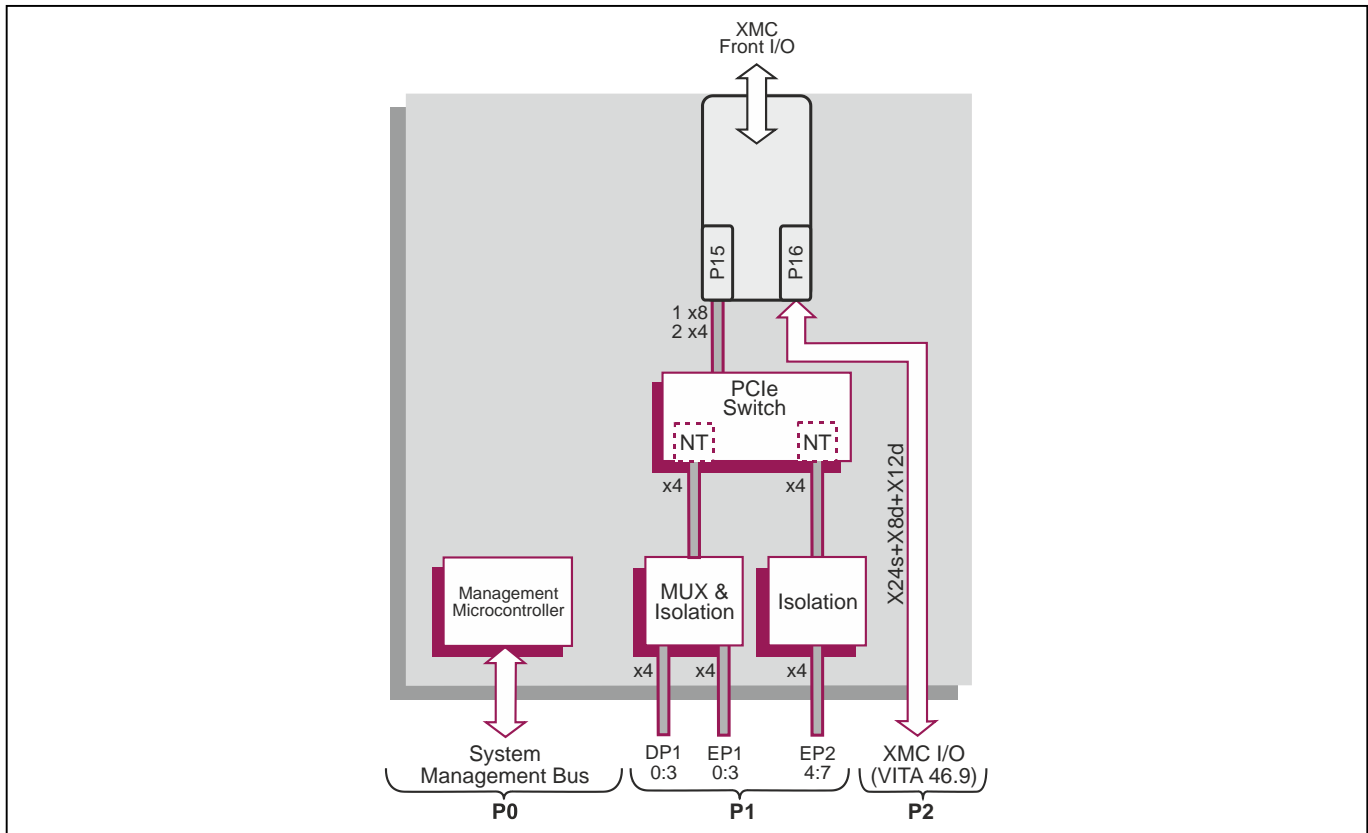 XMC
Front I/O
P15
P16
1 x8
2 x4
PCIe
Switch
NT
NT
x4
x4
X24s+X8d+X12d
Management
Microcontroller
MUX &
Isolation
Isolation
x4
x4
x4
System
Management Bus
DP1
0:3
EP1
0:3
EP2
4:7
XMC I/O
(VITA 46.9)
P0
P1
P2